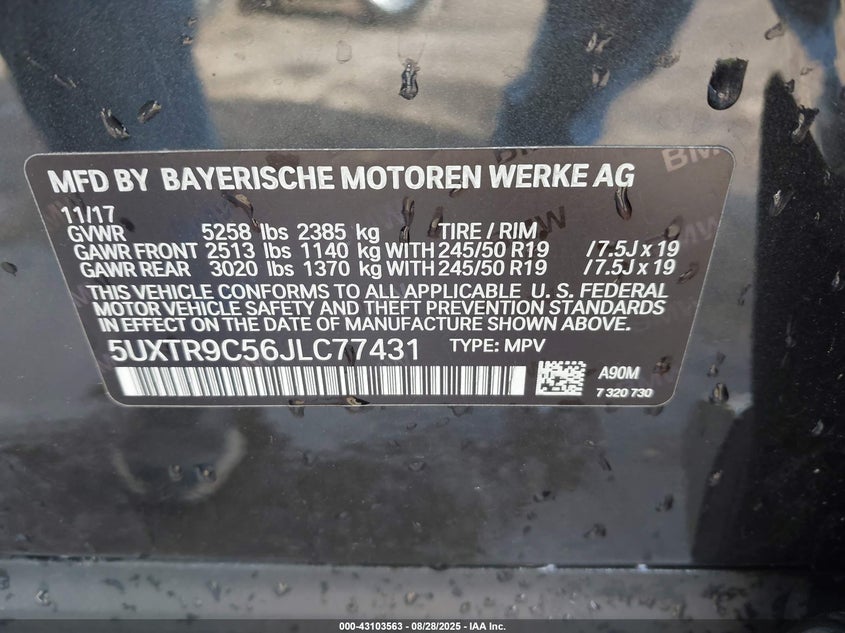 MFD BY BAYERISCHE MOTOREN WERKE AG
11/17
GVWR 5258 lbs 2385 kg TIRE / RIM
GAWR FRONT 2513 lbs 1140 kg WITH 245/50 R19 /7.5J x 19
GAWR REAR 3020 lbs 1370 kg WITH 245/50 R19 /7.5J x 19
THIS VEHICLE CONFORMS TO ALL APPLICABLE U. S. FEDERAL
MOTOR VEHICLE SAFETY AND THEFT PREVENTION STANDARDS
IN EFFECT ON THE DATE OF MANUFACTURE SHOWN ABOVE.
5UXTR9C56JLC77431 TYPE: MPV
A90M
7 320 730
000-43103563 - 08/28/2025 - IAA Inc.